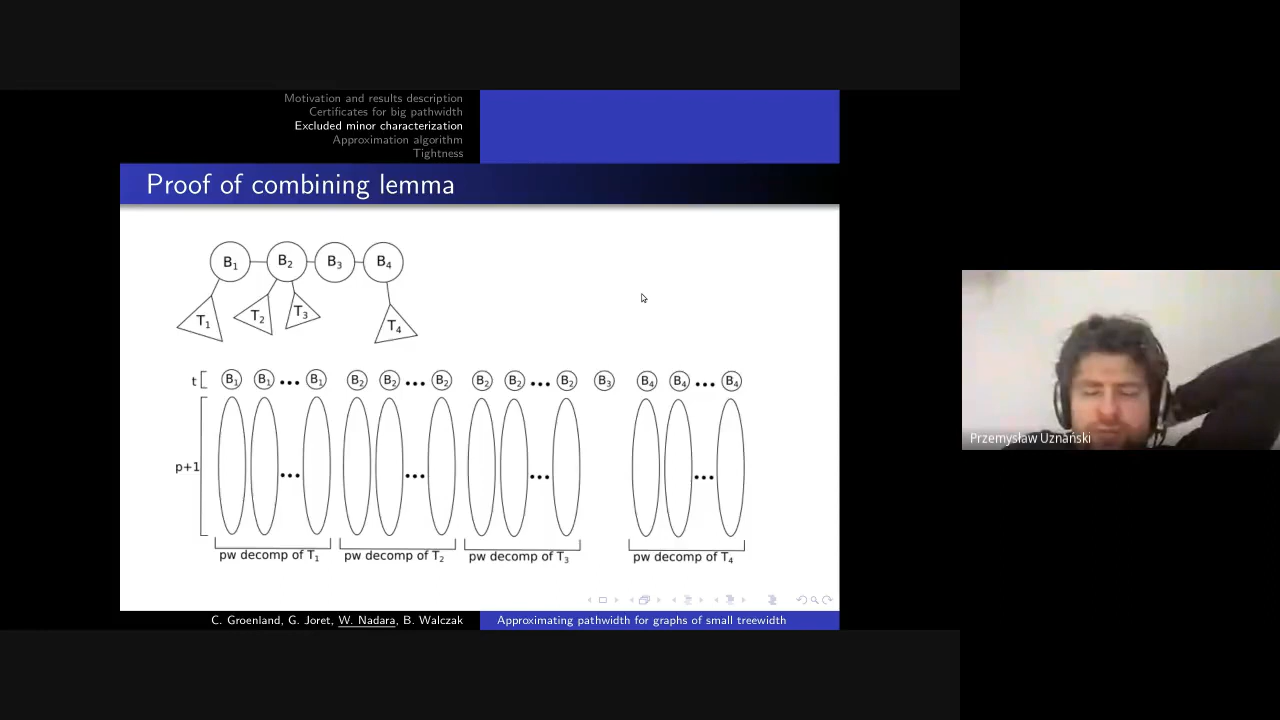 Motivation and results description
Certificates for big pathwidth
Excluded minor characterization
Approximation algorithm
Tightness
Proof of combining lemma
B₁ B₂ B₃ B₄
T₁ T₂ T₃ T₄
t B₁ B₁ ••• B₁ B₂ B₂ ••• B₂ B₂ B₂ ••• B₂ B₃ B₄ B₄ ••• B₄
p+1 ••• ••• ••• •••
pw decomp of T₁ pw decomp of T₂ pw decomp of T₃ pw decomp of T₄
C. Groenland, G. Joret, W. Nadara, B. Walczak Approximating pathwidth for graphs of small treewidth
Przemysław Uznański